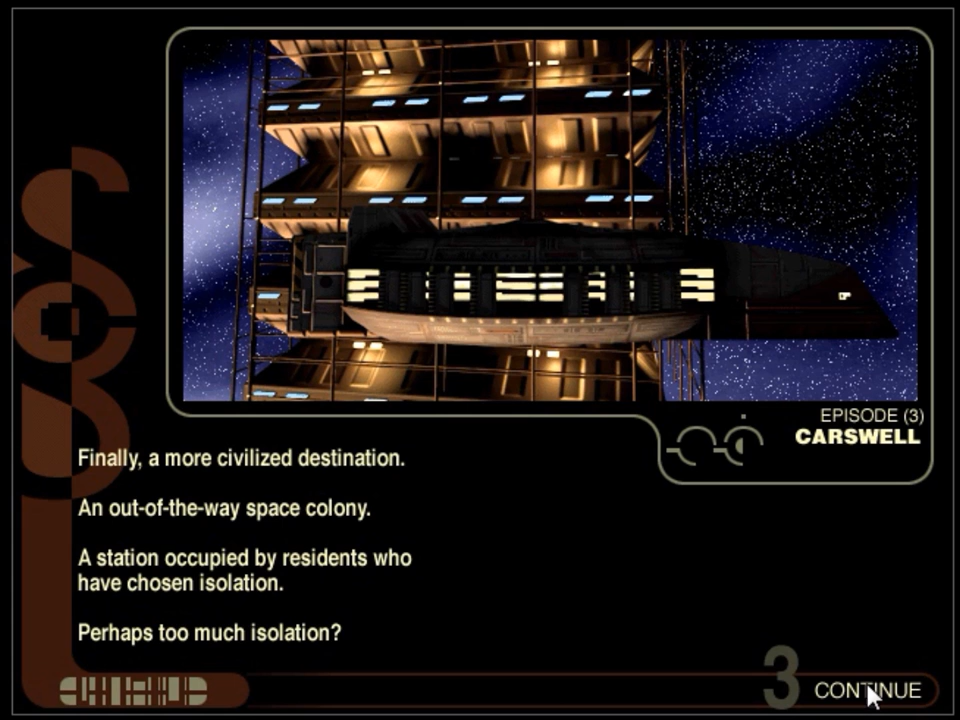 EPISODE (3)
CARSWELL
Finally, a more civilized destination.
An out-of-the-way space colony.
A station occupied by residents who
have chosen isolation.
Perhaps too much isolation?
3
CONTINUE